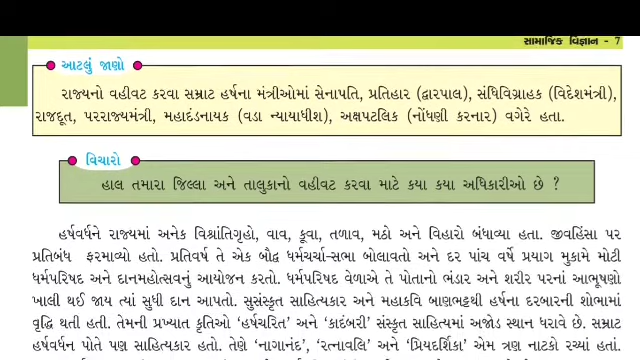 સામાજિક વિજ્ઞાન - 7
આટલું જાણો
રાજ્યનો વહીવટ કરવા સમ્રાટ હર્ષના મંત્રીઓમાં સેનાપતિ, પ્રતિહાર (દ્વારપાલ), સંધિવિગ્રાહક (વિદેશમંત્રી),
રાજદૂત, પરરાજ્યમંત્રી, મહાદંડનાયક (વડા ન્યાયાધીશ), અક્ષપટલિક (નોંધણી કરનાર) વગેરે હતા.
વિચારો
હાલ તમારા જિલ્લા અને તાલુકાનો વહીવટ કરવા માટે કયા કયા અધિકારીઓ છે ?
હર્ષવર્ધને રાજ્યમાં અનેક વિશ્રાંતિગૃહો, વાવ, કૂવા, તળાવ, મઠો અને વિહારો બંધાવ્યા હતા. જીવહિંસા પર
પ્રતિબંધ ફરમાવ્યો હતો. પ્રતિવર્ષ તે એક બૌદ્ધ ધર્મચર્ચા-સભા બોલાવતો અને દર પાંચ વર્ષે પ્રયાગ મુકામે મોટી
ધર્મપરિષદ અને દાનમહોત્સવનું આયોજન કરતો. ધર્મપરિષદ વેળાએ તે પોતાનો ભંડાર અને શરીર પરનાં આભૂષણો
ખાલી થઈ જાય ત્યાં સુધી દાન આપતો. સુસંસ્કૃત સાહિત્યકાર અને મહાકવિ બાણભટ્ટથી હર્ષના દરબારની શોભામાં
વૃદ્ધિ થતી હતી. તેમની પ્રખ્યાત કૃતિઓ ‘હર્ષચરિત’ અને ‘કાદંબરી’ સંસ્કૃત સાહિત્યમાં અજોડ સ્થાન ધરાવે છે. સમ્રાટ
હર્ષવર્ધન પોતે પણ સાહિત્યકાર હતો. તેણે ‘નાગાનંદ’, ‘રત્નાવલિ’ અને ‘પ્રિયદર્શિકા’ એમ ત્રણ નાટકો રચ્યાં હતાં.